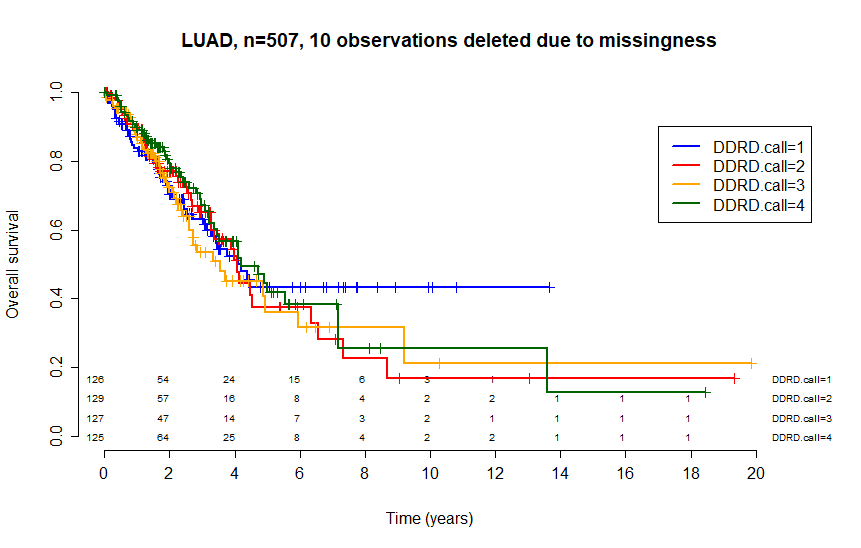 LUAD, n=507, 10 observations deleted due to missingness
Overall survival
1.0
0.8
0.6
0.4
0.2
0.0
DDRD.call=1
DDRD.call=2
DDRD.call=3
DDRD.call=4
126 54 24 15 6 3 1 DDRD.call=1
129 57 16 8 4 2 2 1 1 1 DDRD.call=2
127 47 14 7 3 2 1 1 1 1 DDRD.call=3
125 64 25 8 4 2 2 1 1 1 DDRD.call=4
0 2 4 6 8 10 12 14 16 18 20
Time (years)